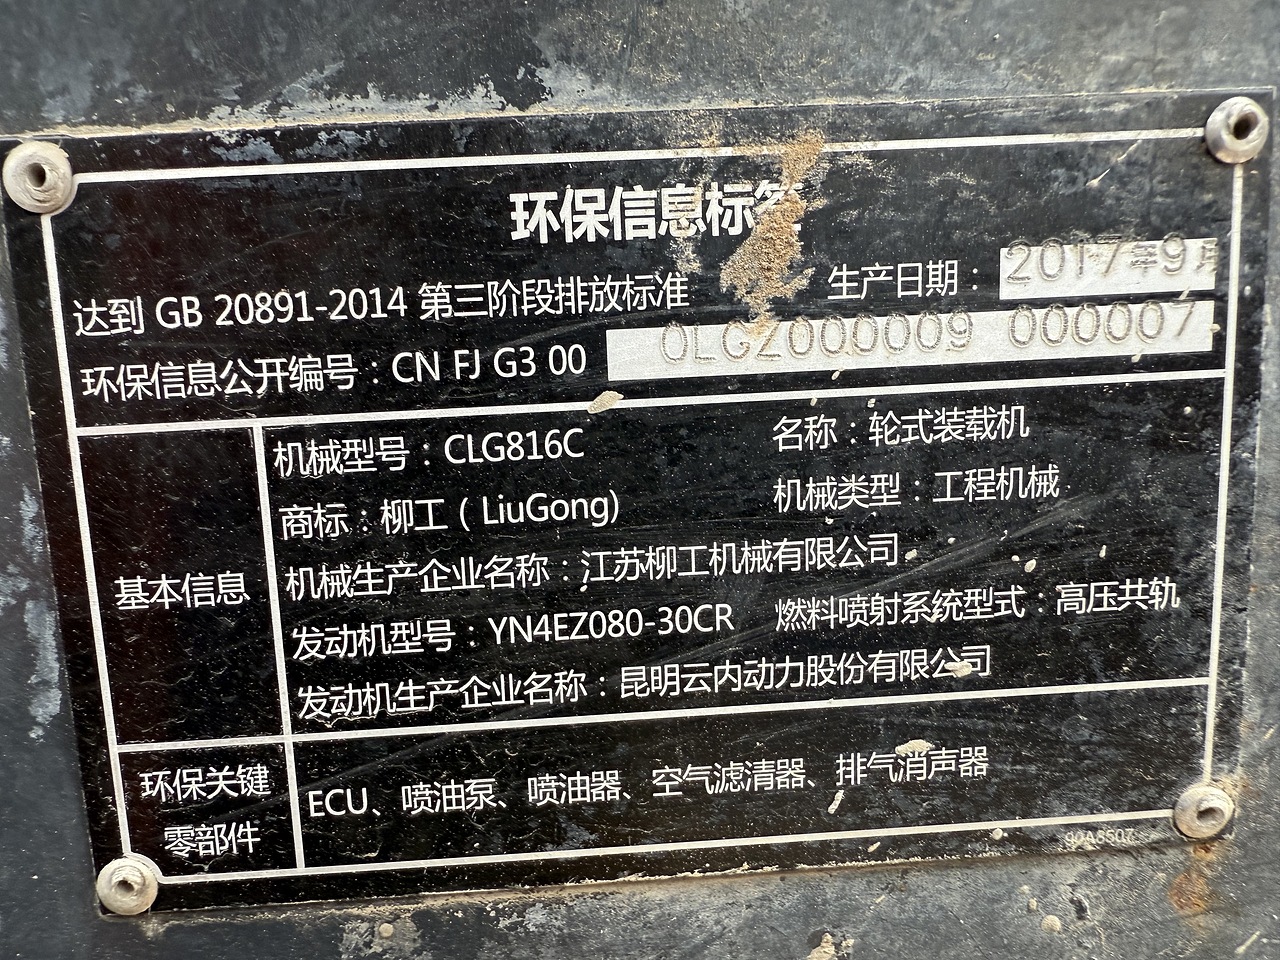 环保信息标签
达到 GB 20891-2014 第三阶段排放标准 生产日期：2017年9月
环保信息公开编号：CN FJ G3 00 0LGZ000009 000007
机械型号：CLG816C 名称：轮式装载机
商标：柳工（LiuGong) 机械类型：工程机械
基本信息
机械生产企业名称：江苏柳工机械有限公司
发动机型号：YN4EZ080-30CR 燃料喷射系统型式：高压共轨
发动机生产企业名称：昆明云内动力股份有限公司
环保关键
零部件
ECU、喷油泵、喷油器、空气滤清器、排气消声器
90A8507